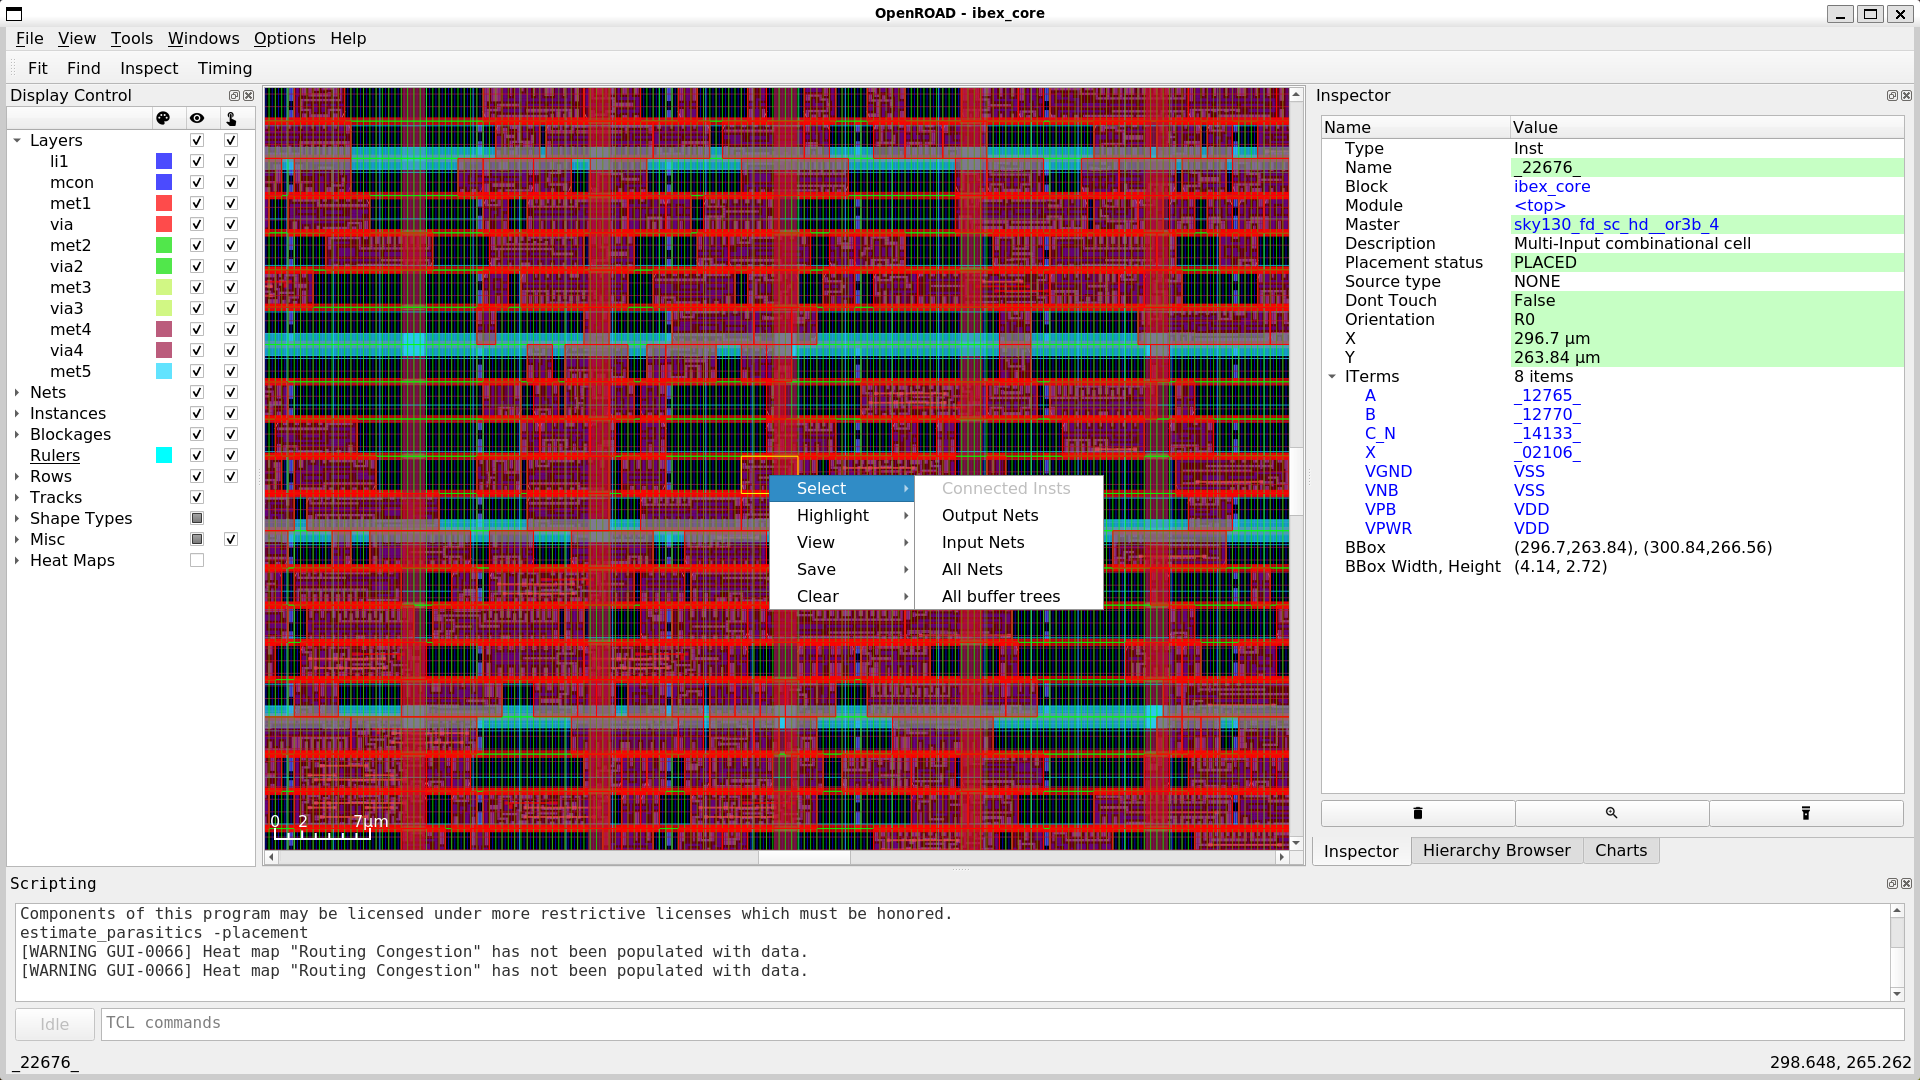 OpenROAD - ibex_core
File View Tools Windows Options Help
Fit Find Inspect Timing
Display Control
Layers
li1
mcon
met1
via
met2
via2
met3
via3
met4
via4
met5
Nets
Instances
Blockages
Rulers
Rows
Tracks
Shape Types
Misc
Heat Maps
0 2 7μm
Select
Highlight
View
Save
Clear
Connected Insts
Output Nets
Input Nets
All Nets
All buffer trees
Inspector
Name Value
Type Inst
Name _22676_
Block ibex_core
Module <top>
Master sky130_fd_sc_hd__or3b_4
Description Multi-Input combinational cell
Placement status PLACED
Source type NONE
Dont Touch False
Orientation R0
X 296.7 μm
Y 263.84 μm
ITerms 8 items
A _12765_
B _12770_
C_N _14133_
X _02106_
VGND VSS
VNB VSS
VPB VDD
VPWR VDD
BBox (296.7,263.84), (300.84,266.56)
BBox Width, Height (4.14, 2.72)
Inspector Hierarchy Browser Charts
Scripting
Components of this program may be licensed under more restrictive licenses which must be honored.
estimate_parasitics -placement
[WARNING GUI-0066] Heat map "Routing Congestion" has not been populated with data.
[WARNING GUI-0066] Heat map "Routing Congestion" has not been populated with data.
Idle TCL commands
_22676_ 298.648, 265.262